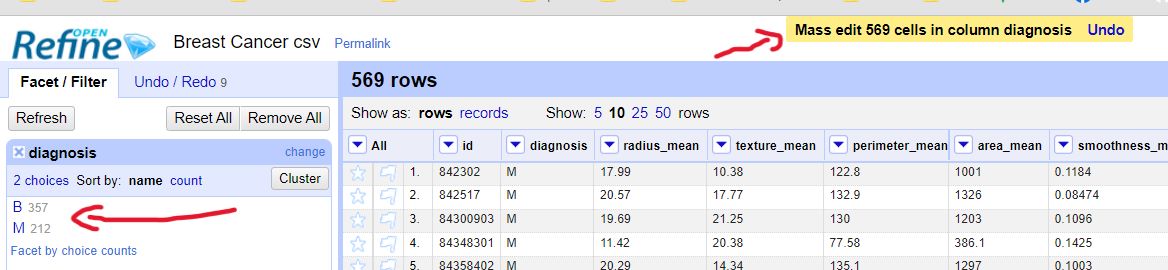 OPEN
Refine
Breast Cancer csv Permalink
Mass edit 569 cells in column diagnosis Undo
Facet / Filter Undo / Redo 9
Refresh Reset All Remove All
diagnosis change
2 choices Sort by: name count Cluster
B 357
M 212
Facet by choice counts
569 rows
Show as: rows records Show: 5 10 25 50 rows
All id diagnosis radius_mean texture_mean perimeter_mean area_mean smoothness_m
1. 842302 M 17.99 10.38 122.8 1001 0.1184
2. 842517 M 20.57 17.77 132.9 1326 0.08474
3. 84300903 M 19.69 21.25 130 1203 0.1096
4. 84348301 M 11.42 20.38 77.58 386.1 0.1425
5. 84358402 M 20.29 14.34 135.1 1297 0.1003